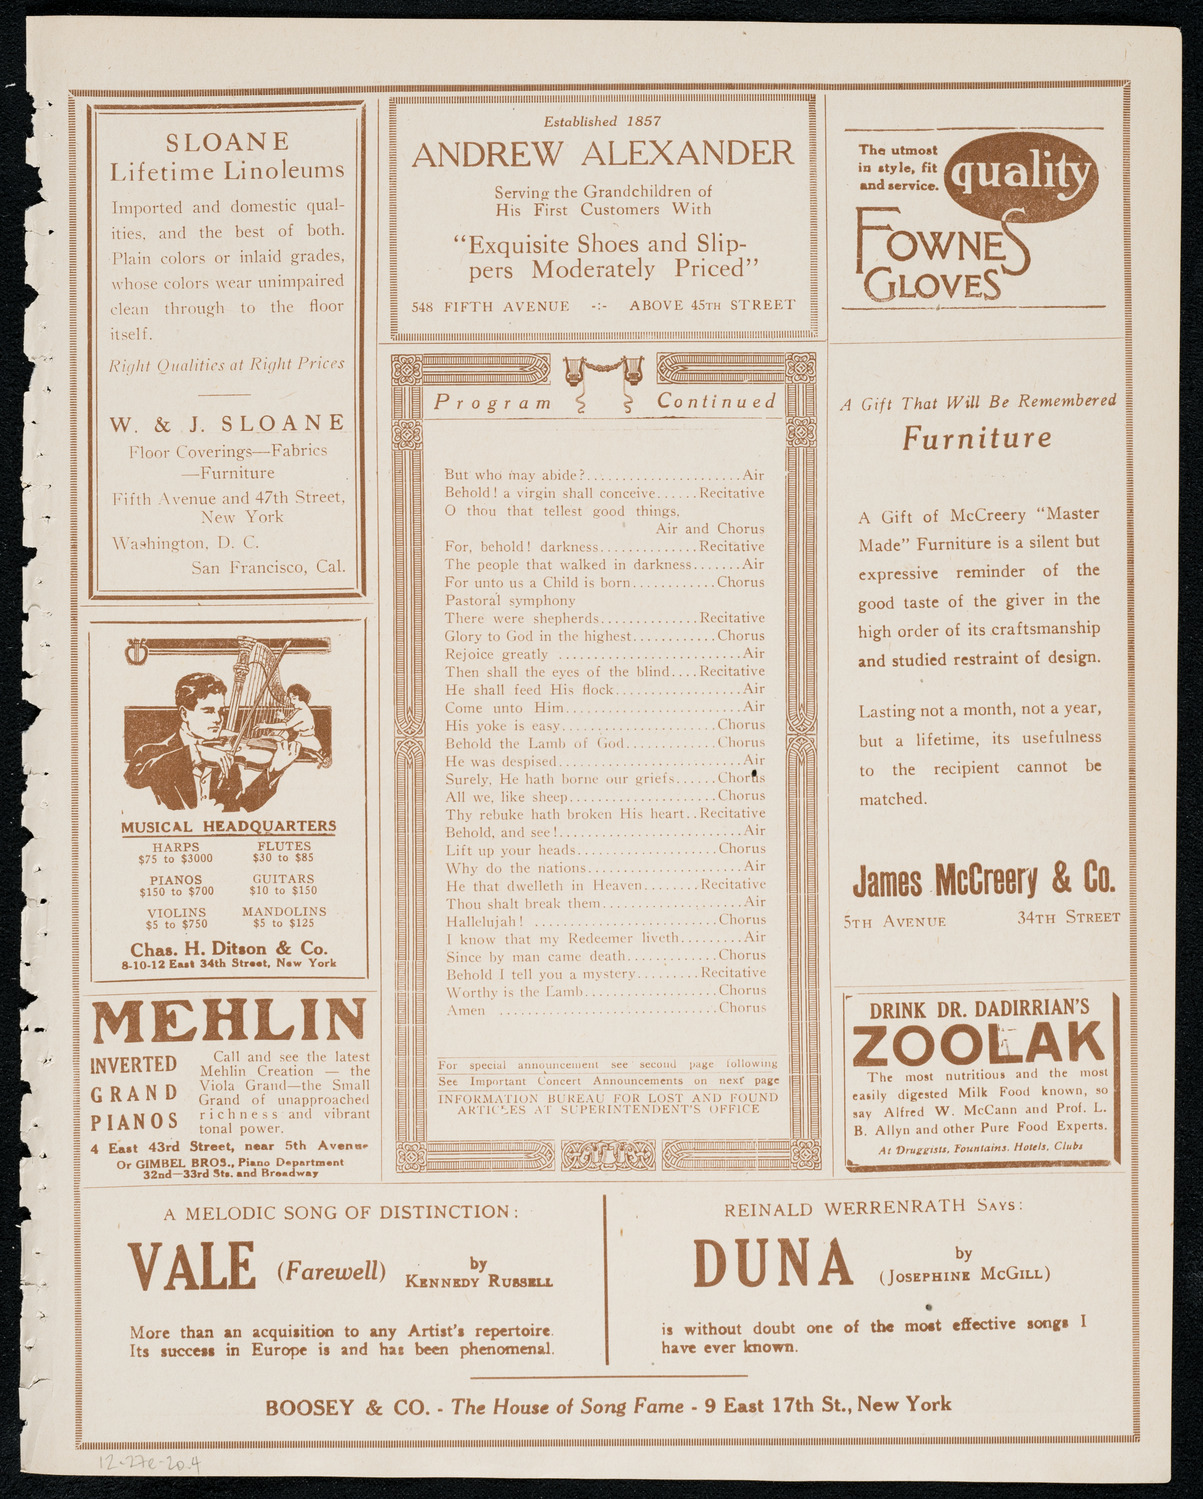 SLOANE
Lifetime Linoleums
Imported and domestic qual-
ities, and the best of both.
Plain colors or inlaid grades,
whose colors wear unimpaired
clean through to the floor
itself.
Right Qualities at Right Prices
W. & J. SLOANE
Floor Coverings—Fabrics
—Furniture
Fifth Avenue and 47th Street,
New York
Washington, D. C.
San Francisco, Cal.
Established 1857
ANDREW ALEXANDER
Serving the Grandchildren of
His First Customers With
"Exquisite Shoes and Slip-
pers Moderately Priced"
548 FIFTH AVENUE -:- ABOVE 45TH STREET
The utmost
in style, fit
and service.
quality
FOWNES
GLOVES
MUSICAL HEADQUARTERS
HARPS FLUTES
$75 to $3000 $30 to $85
PIANOS GUITARS
$150 to $700 $10 to $150
VIOLINS MANDOLINS
$5 to $750 $5 to $125
Chas. H. Ditson & Co.
8-10-12 East 34th Street, New York
MEHLIN
INVERTED
GRAND
PIANOS
Call and see the latest
Mehlin Creation — the
Viola Grand—the Small
Grand of unapproached
richness and vibrant
tonal power.
4 East 43rd Street, near 5th Avenue
Or GIMBEL BROS., Piano Department
32nd—33rd Sts. and Broadway
Program Continued
But who may abide?......................Air
Behold! a virgin shall conceive......Recitative
O thou that tellest good things,
Air and Chorus
For, behold! darkness..............Recitative
The people that walked in darkness.......Air
For unto us a Child is born............Chorus
Pastoral symphony
There were shepherds..............Recitative
Glory to God in the highest............Chorus
Rejoice greatly ..........................Air
Then shall the eyes of the blind....Recitative
He shall feed His flock..................Air
Come unto Him.........................Air
His yoke is easy......................Chorus
Behold the Lamb of God.............Chorus
He was despised..........................Air
Surely, He hath borne our griefs......Chorus
All we, like sheep.....................Chorus
Thy rebuke hath broken His heart..Recitative
Behold, and see!..........................Air
Lift up your heads....................Chorus
Why do the nations......................Air
He that dwelleth in Heaven........Recitative
Thou shalt break them....................Air
Hallelujah! ..........................Chorus
I know that my Redeemer liveth.........Air
Since by man came death.............Chorus
Behold I tell you a mystery.........Recitative
Worthy is the Lamb...................Chorus
Amen ...............................Chorus
For special announcement see second page following
See Important Concert Announcements on next page
INFORMATION BUREAU FOR LOST AND FOUND
ARTICLES AT SUPERINTENDENT'S OFFICE
A Gift That Will Be Remembered
Furniture
A Gift of McCreery "Master
Made" Furniture is a silent but
expressive reminder of the
good taste of the giver in the
high order of its craftsmanship
and studied restraint of design.
Lasting not a month, not a year,
but a lifetime, its usefulness
to the recipient cannot be
matched.
James McCreery & Co.
5TH AVENUE 34TH STREET
DRINK DR. DADIRRIAN'S
ZOOLAK
The most nutritious and the most
easily digested Milk Food known, so
say Alfred W. McCann and Prof. L.
B. Allyn and other Pure Food Experts.
At Druggists, Fountains, Hotels, Clubs
A MELODIC SONG OF DISTINCTION:
VALE (Farewell) by
KENNEDY RUSSELL
More than an acquisition to any Artist's repertoire.
Its success in Europe is and has been phenomenal.
REINALD WERRENRATH SAYS:
DUNA by
(JOSEPHINE MCGILL)
is without doubt one of the most effective songs I
have ever known.
BOOSEY & CO. - The House of Song Fame - 9 East 17th St., New York
12-27e-20.4